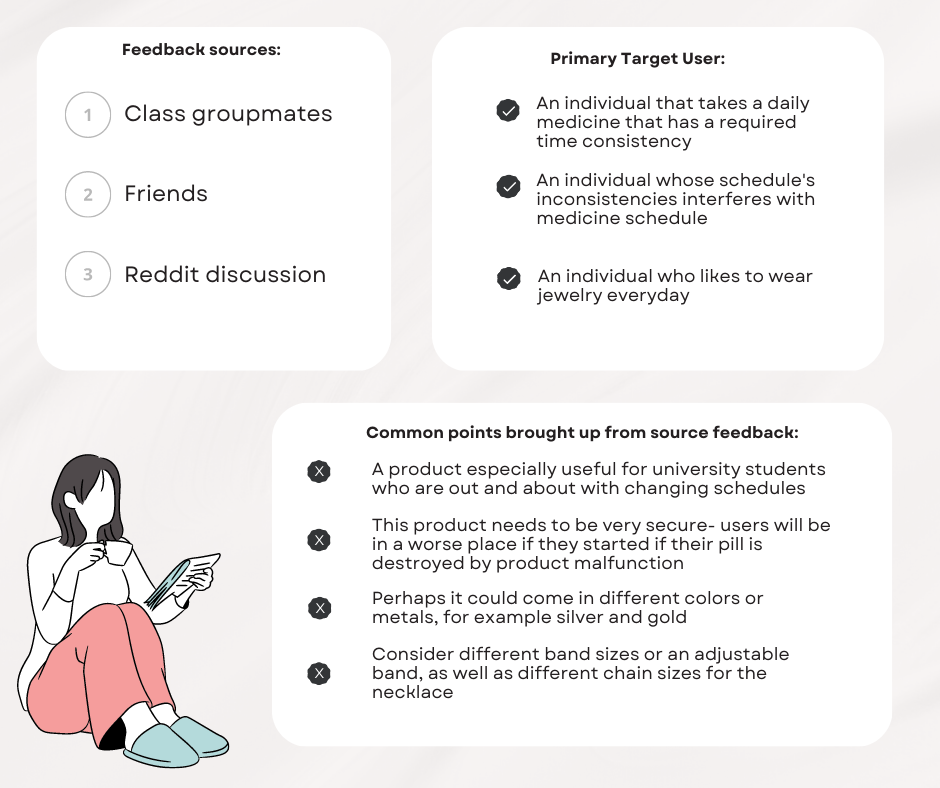 Feedback sources:
1 Class groupmates
2 Friends
3 Reddit discussion
Primary Target User:
An individual that takes a daily
medicine that has a required
time consistency
An individual whose schedule's
inconsistencies interferes with
medicine schedule
An individual who likes to wear
jewelry everyday
Common points brought up from source feedback:
X A product especially useful for university students
who are out and about with changing schedules
X This product needs to be very secure- users will be
in a worse place if they started if their pill is
destroyed by product malfunction
X Perhaps it could come in different colors or
metals, for example silver and gold
X Consider different band sizes or an adjustable
band, as well as different chain sizes for the
necklace